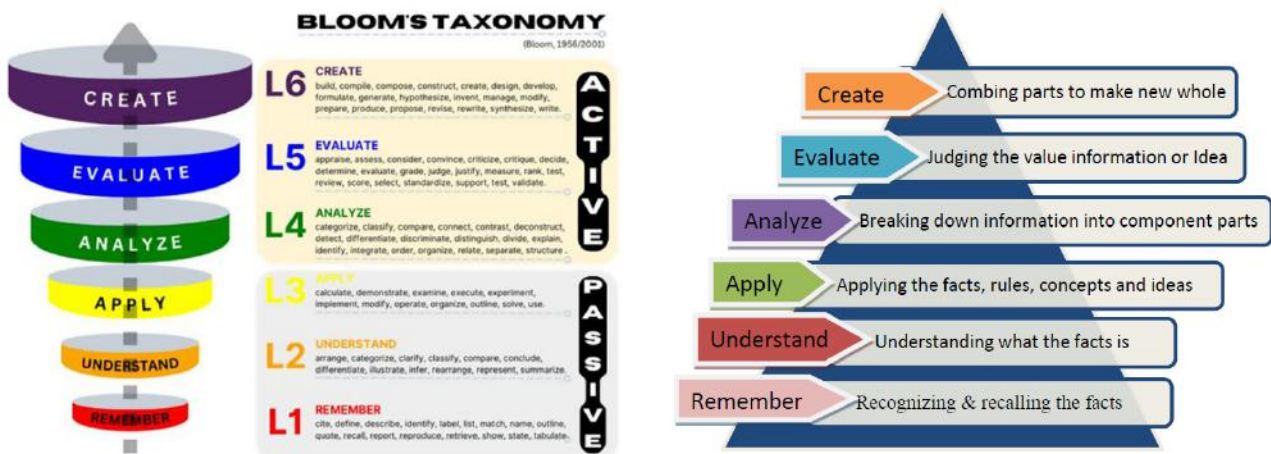 BLOOM'S TAXONOMY
(Bloom, 1956/2001)
CREATE
EVALUATE
ANALYZE
APPLY
UNDERSTAND
REMEMBER
L6
CREATE
build, compile, compose, construct, create, design, develop,
formulate, generate, hypothesize, invent, manage, modify,
prepare, produce, propose, revise, rewrite, synthesize, write.
L5
EVALUATE
appraise, assess, consider, convince, criticize, critique, decide,
determine, evaluate, grade, judge, justify, measure, rank, test,
review, score, select, standardize, support, test, validate.
L4
ANALYZE
categorize, classify, compare, connect, contrast, deconstruct,
detect, differentiate, discriminate, distinguish, divide, explain,
identify, integrate, order, organize, relate, separate, structure.
ACTIVE
L3
APPLY
calculate, demonstrate, examine, execute, experiment,
implement, modify, operate, organize, outline, solve, use.
L2
UNDERSTAND
arrange, categorize, clarify, classify, compare, conclude,
differentiate, illustrate, infer, rearrange, represent, summarize.
L1
REMEMBER
cite, define, describe, identify, label, list, match, name, outline,
quote, recall, report, reproduce, retrieve, show, state, tabulate.
PASSIVE
Create
Combing parts to make new whole
Evaluate
Judging the value information or Idea
Analyze
Breaking down information into component parts
Apply
Applying the facts, rules, concepts and ideas
Understand
Understanding what the facts is
Remember
Recognizing & recalling the facts